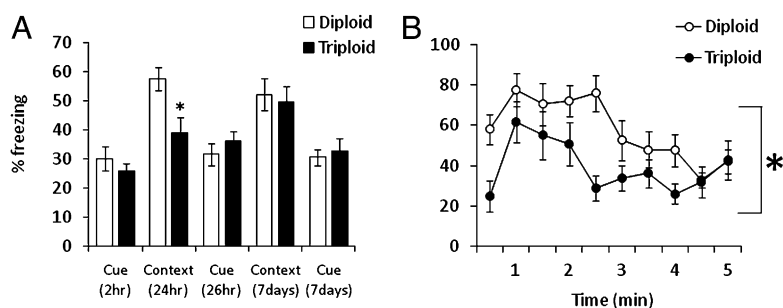 A
Diploid
Triploid
% freezing
70
60
50
40
30
20
10
0
*
Cue
(2hr)
Context
(24hr)
Cue
(26hr)
Context
(7days)
Cue
(7days)
B
Diploid
Triploid
100
80
60
40
20
0
*
1 2 3 4 5
Time (min)